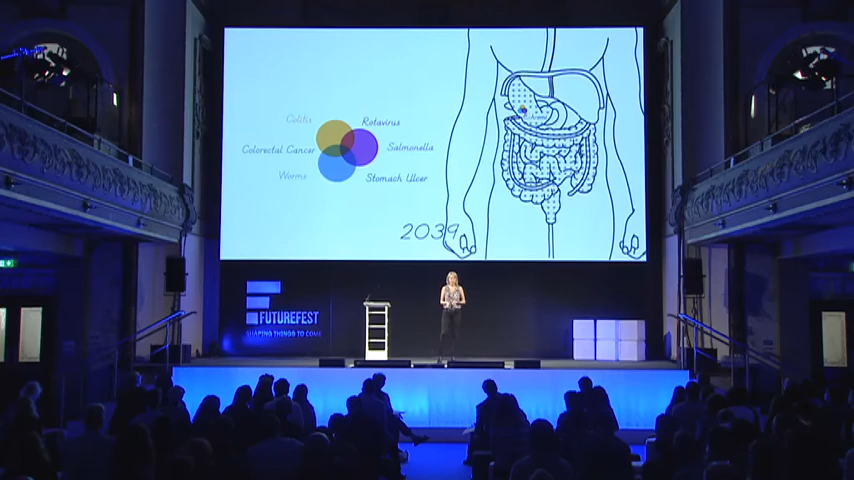 Colitis
Rotavirus
Colorectal Cancer
Salmonella
Worms
Stomach Ulcer
2039
FUTUREFEST
SHAPING THINGS TO COME